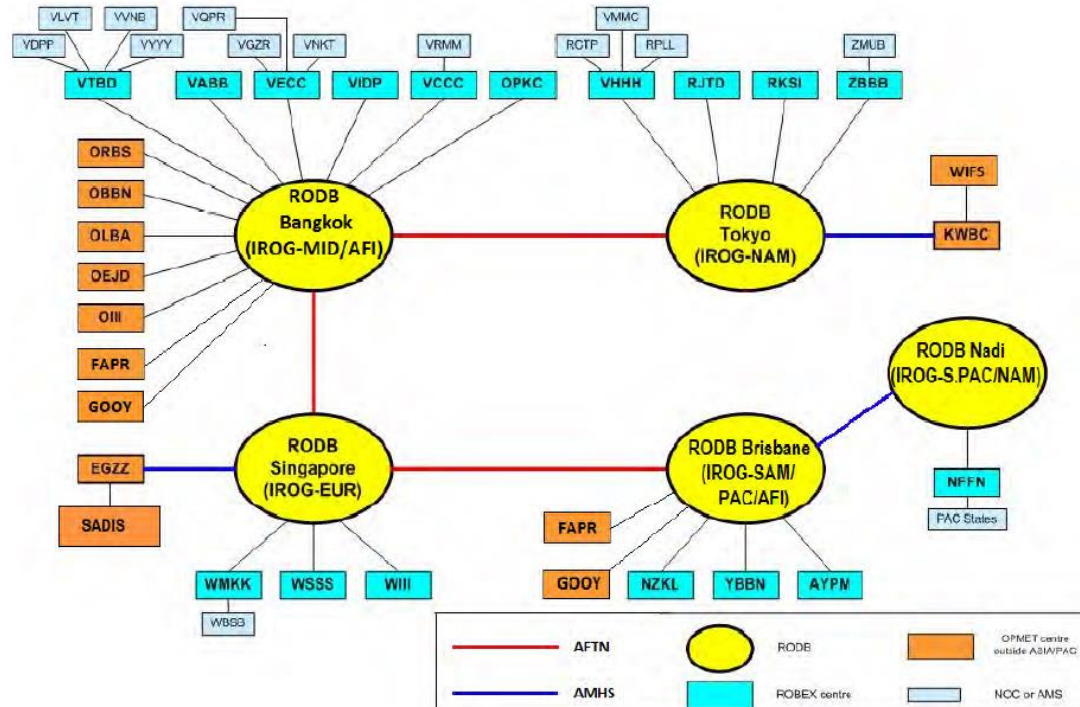 VLVT
VVNB
VQPR
VMMC
VDPP
VYYY
VGZR
VNKT
VRMM
RCTP
RPLL
ZMUB
VTBD
VABB
VECC
VIDP
VCCC
OPKC
VHHH
RJTD
RKSI
ZBBB
ORBS
OBBN
OLBA
OEJD
OIII
FAPR
GOOY
RODB
Bangkok
(IROG-MID/AFI)
RODB
Tokyo
(IROG-NAM)
WIFS
KWBC
RODB Nadi
(IROG-S.PAC/NAM)
NFFN
PAC States
EGZZ
SADIS
RODB
Singapore
(IROG-EUR)
RODB Brisbane
(IROG-SAM/
PAC/AFI)
FAPR
GOOY
WMKK
WSSS
WIII
WBSB
NZKL
YBBN
AYPM
AFTN
RODB
OPMET centre
outside ASIA/PAC
AMHS
ROBEX centre
NOC or AMS